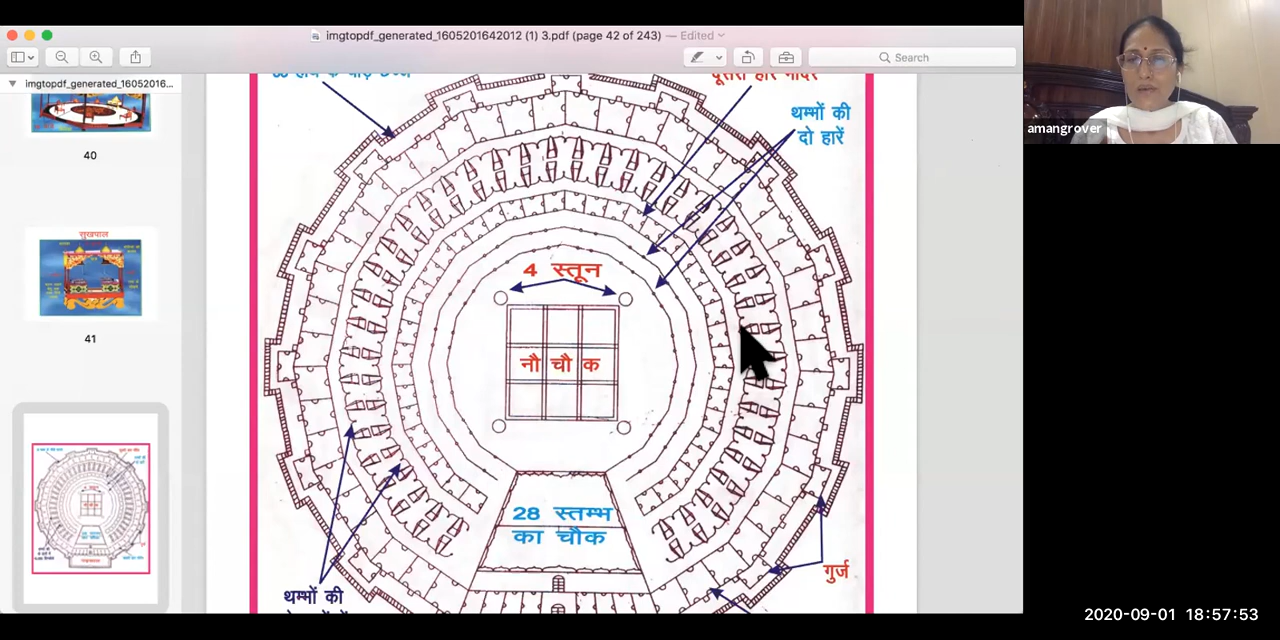 imgtopdf_generated_1605201642012 (1) 3.pdf (page 42 of 243) — Edited
Search
imgtopdf_generated_16052016...
40
सुखपाल
41
थम्भों की
दो हारें
4 स्तून
नौ चौ क
28 स्तम्भ
का चौक
गुर्ज
थम्भों की
amangrover
2020-09-01 18:57:53